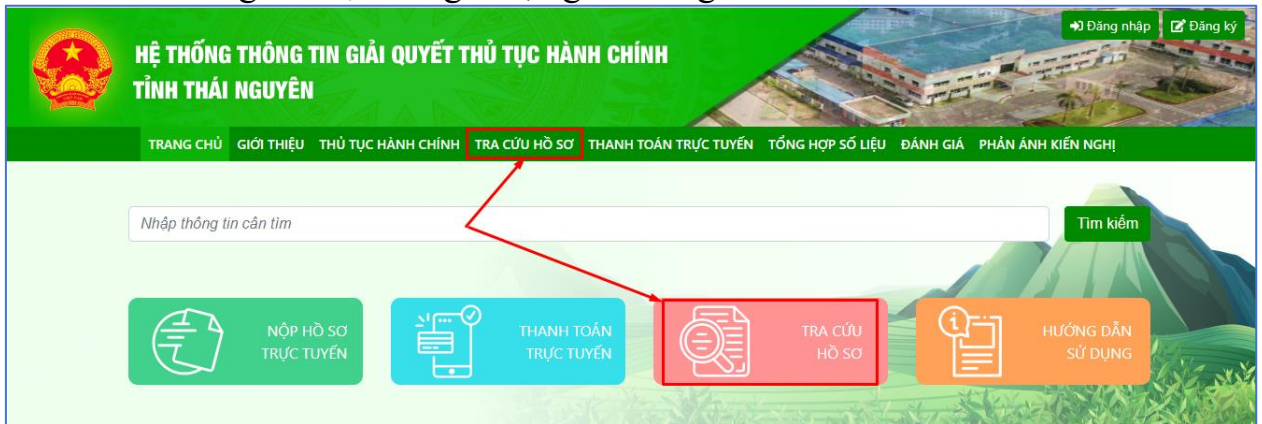 Đăng nhập
Đăng ký
HỆ THỐNG THÔNG TIN GIẢI QUYẾT THỦ TỤC HÀNH CHÍNH
TỈNH THÁI NGUYÊN
TRANG CHỦ GIỚI THIỆU THỦ TỤC HÀNH CHÍNH TRA CỨU HỒ SƠ THANH TOÁN TRỰC TUYẾN TỔNG HỢP SỐ LIỆU ĐÁNH GIÁ PHẢN ÁNH KIẾN NGHỊ
Nhập thông tin cần tìm
Tìm kiếm
NỘP HỒ SƠ
TRỰC TUYẾN
THANH TOÁN
TRỰC TUYẾN
TRA CỨU
HỒ SƠ
HƯỚNG DẪN
SỬ DỤNG